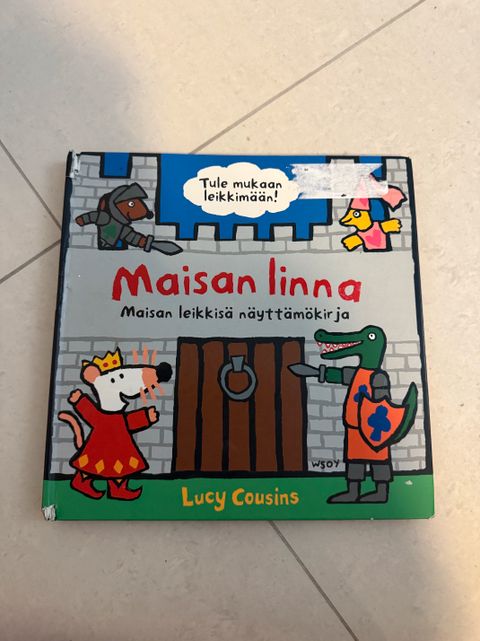 Tule mukaan
leikkimään!
Maisan linna
Maisan leikkisä näyttämökirja
WSOY
Lucy Cousins